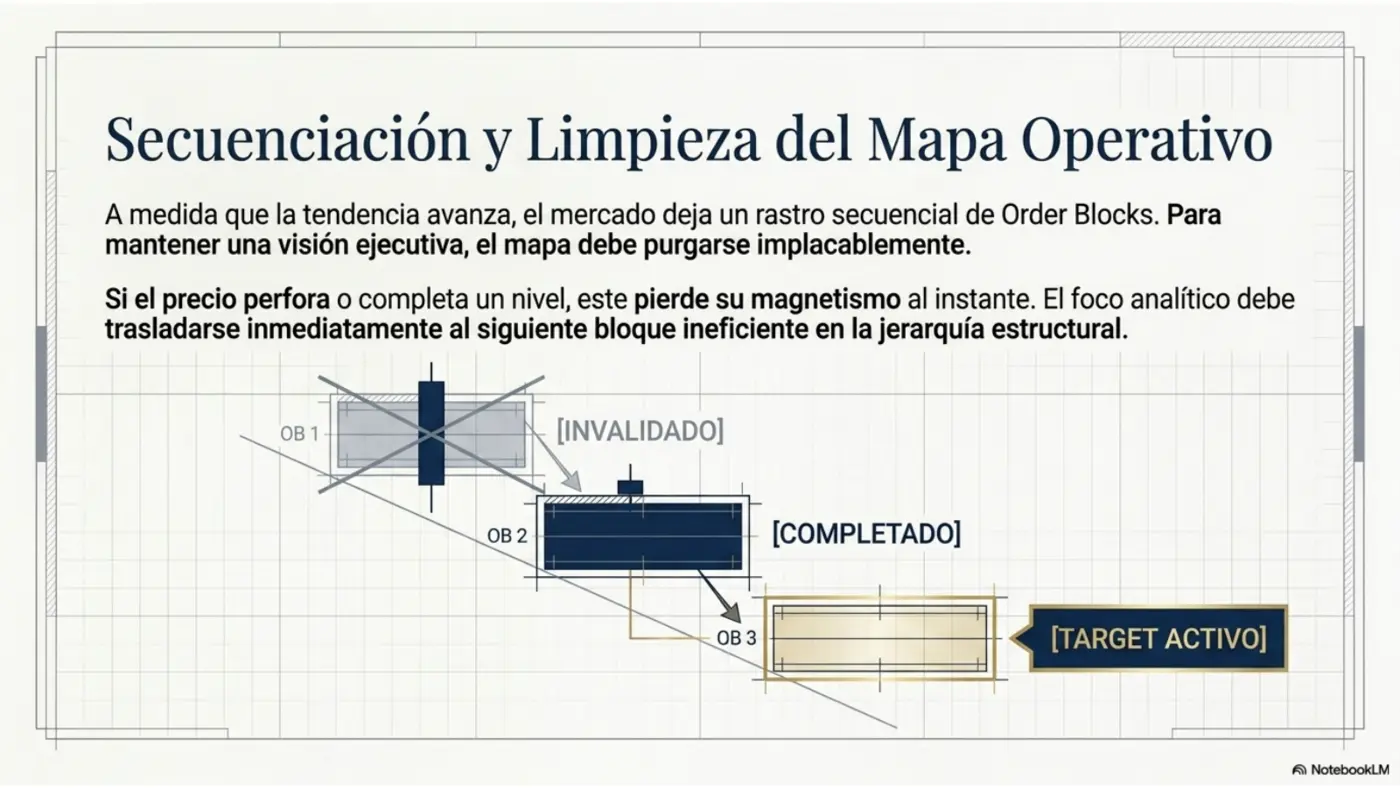 Secuenciación y Limpieza del Mapa Operativo
A medida que la tendencia avanza, el mercado deja un rastro secuencial de Order Blocks. Para
mantener una visión ejecutiva, el mapa debe purgarse implacablemente.
Si el precio perfora o completa un nivel, este pierde su magnetismo al instante. El foco analítico debe
trasladarse inmediatamente al siguiente bloque ineficiente en la jerarquía estructural.
OB 1
[INVALIDADO]
OB 2
[COMPLETADO]
OB 3
[TARGET ACTIVO]
NotebookLM